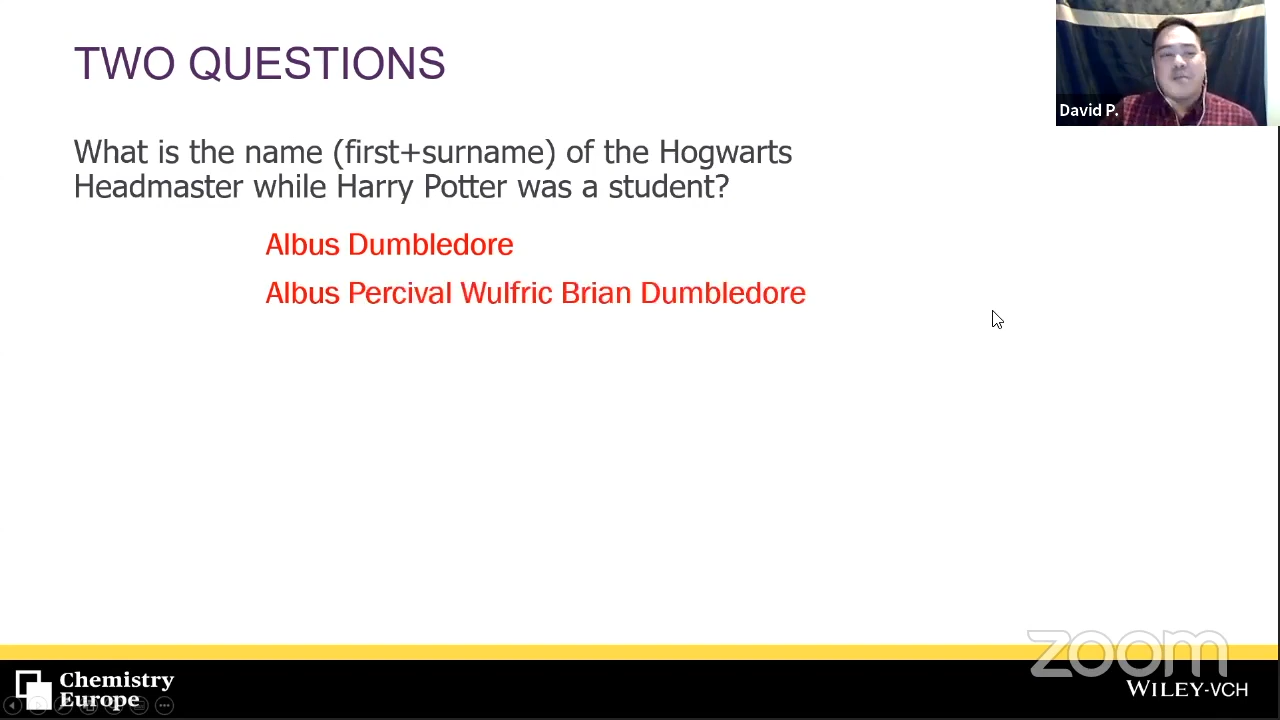 TWO QUESTIONS
David P.
What is the name (first+surname) of the Hogwarts
Headmaster while Harry Potter was a student?
Albus Dumbledore
Albus Percival Wulfric Brian Dumbledore
zoom
Chemistry
Europe
WILEY-VCH